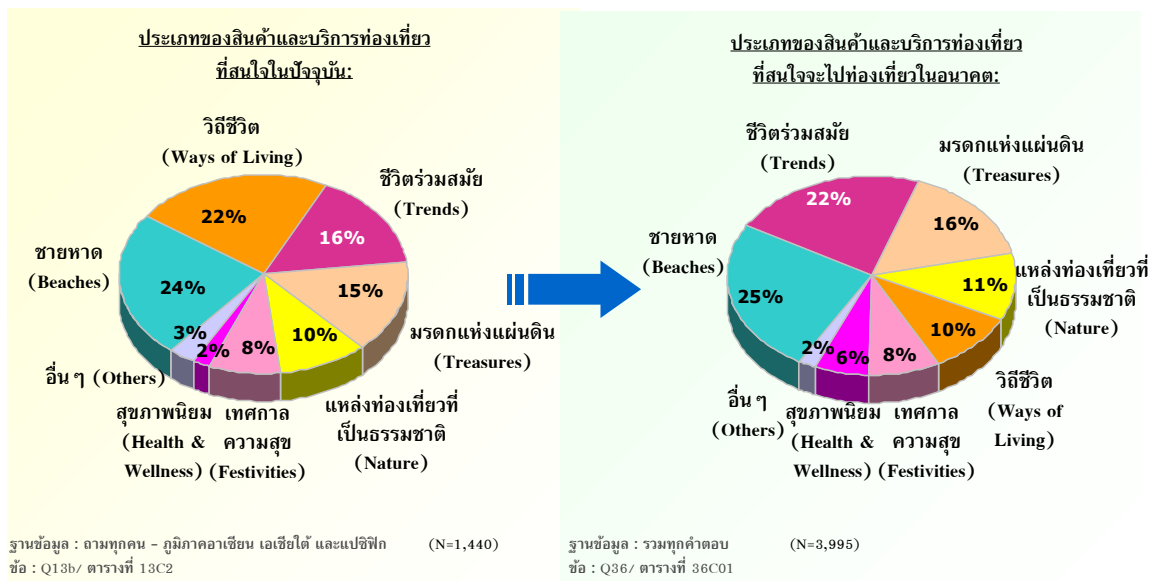 ประเภทของสินค้าและบริการท่องเที่ยว
ที่สนใจในปัจจุบัน:
วิถีชีวิต
(Ways of Living)
22%
ชีวิตร่วมสมัย
(Trends)
16%
ชายหาด
(Beaches)
24%
15%
มรดกแห่งแผ่นดิน
(Treasures)
3%
2%
8%
10%
อื่น ๆ (Others)
สุขภาพนิยม
(Health &
Wellness)
เทศกาล
ความสุข
(Festivities)
แหล่งท่องเที่ยวที่
เป็นธรรมชาติ
(Nature)
ฐานข้อมูล : ถามทุกคน - ภูมิภาคอาเซียน เอเชียใต้ และแปซิฟิก (N=1,440)
ข้อ : Q13b/ ตารางที่ 13C2
ประเภทของสินค้าและบริการท่องเที่ยว
ที่สนใจจะไปท่องเที่ยวในอนาคต:
ชีวิตร่วมสมัย
(Trends)
22%
มรดกแห่งแผ่นดิน
(Treasures)
16%
ชายหาด
(Beaches)
25%
แหล่งท่องเที่ยวที่
เป็นธรรมชาติ
(Nature)
11%
10%
2%
6%
8%
วิถีชีวิต
(Ways of
Living)
อื่น ๆ
(Others)
สุขภาพนิยม
(Health &
Wellness)
เทศกาล
ความสุข
(Festivities)
ฐานข้อมูล : รวมทุกคำตอบ (N=3,995)
ข้อ : Q36/ ตารางที่ 36C01